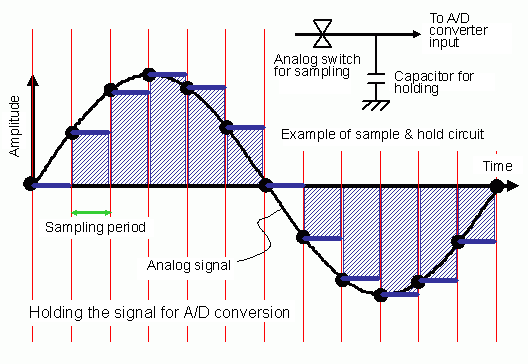 To A/D
converter
input
Analog switch
for sampling
Capacitor for
holding
Example of sample & hold circuit
Amplitude
Time
Sampling period
Analog signal
Holding the signal for A/D conversion